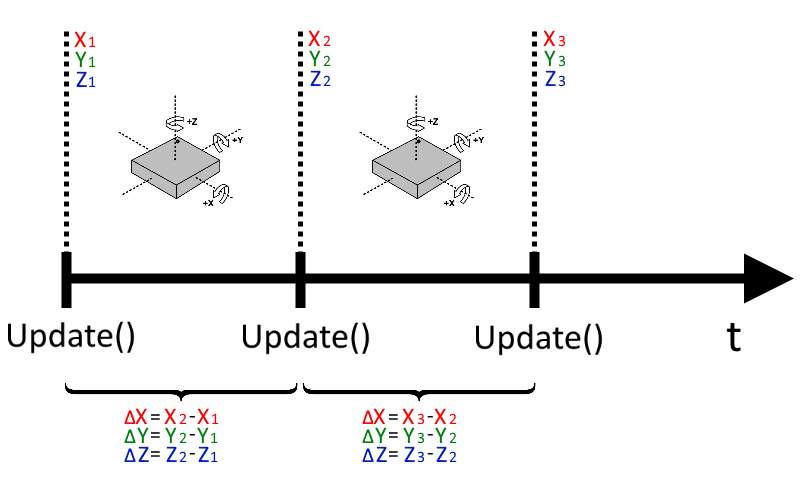 X1
Y1
Z1
X2
Y2
Z2
X3
Y3
Z3
+Z
+Y
+X
+Z
+Y
+X
Update()
Update()
Update()
t
ΔX=X2-X1
ΔY=Y2-Y1
ΔZ=Z2-Z1
ΔX=X3-X2
ΔY=Y3-Y2
ΔZ=Z3-Z2